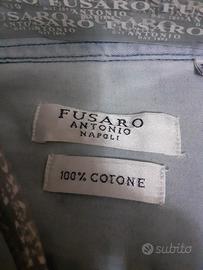 FUSARO
ANTONIO
NAPOLI
100% COTONE
subito